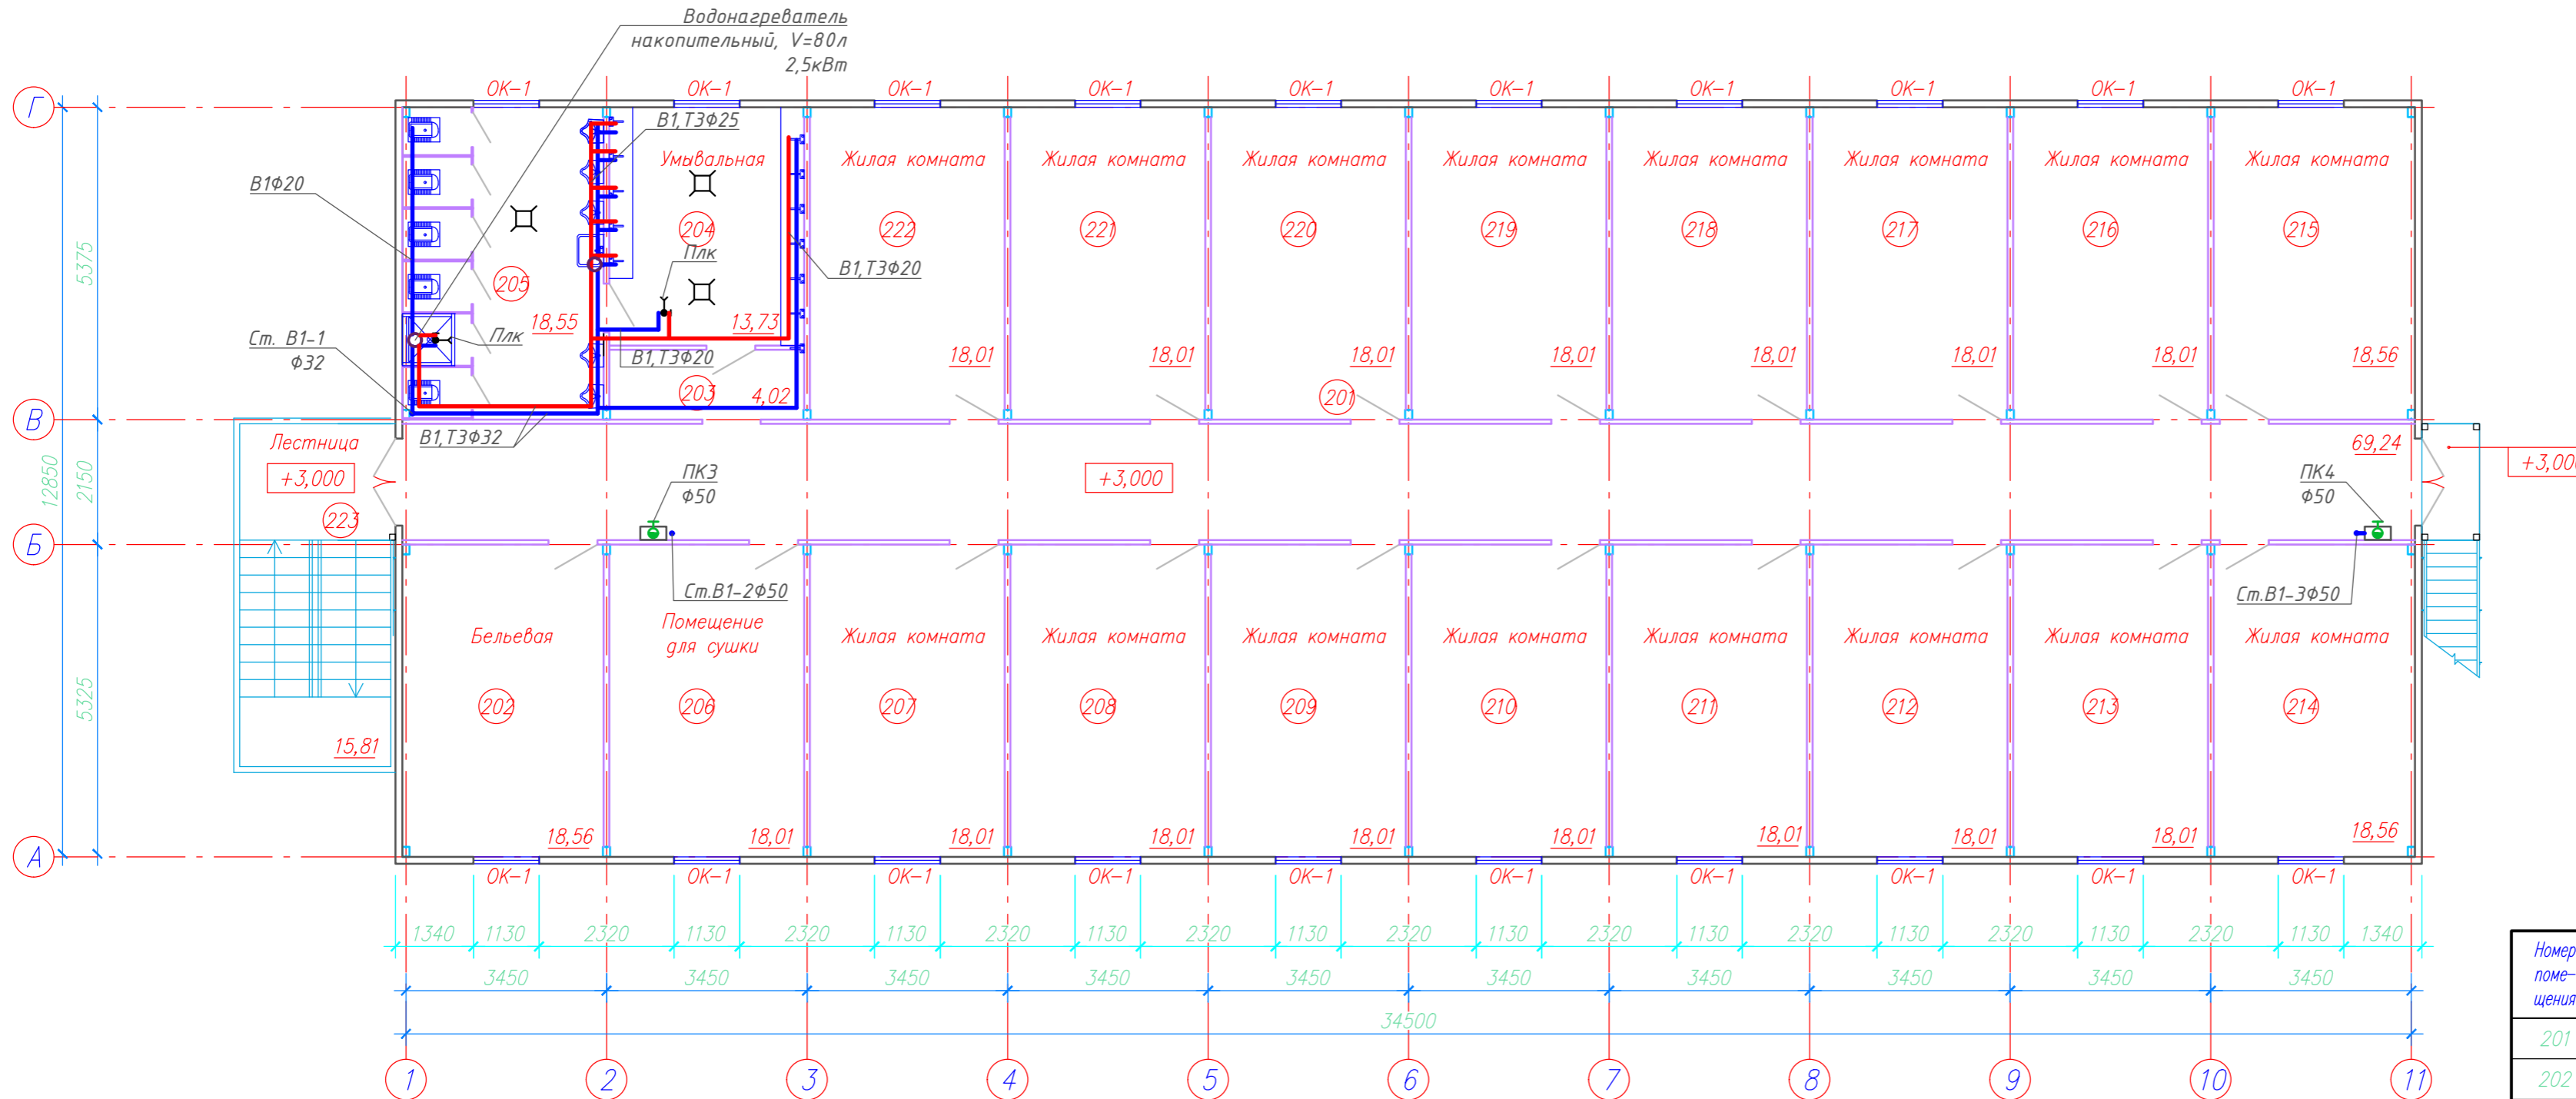 Водонагреватель
накопительный, V=80л
2,5кВт
ОК-1 ОК-1 ОК-1 ОК-1 ОК-1 ОК-1 ОК-1 ОК-1 ОК-1 ОК-1
Г
В1,Т3Ф25
Умывальная Жилая комната Жилая комната Жилая комната Жилая комната Жилая комната Жилая комната Жилая комната Жилая комната
В1Ф20
204 222 221 220 219 218 217 216 215
Плк
5375
В1,Т3Ф20
205
18,55 13,73
Ст. В1-1
Ф32
Плк
В1,Т3Ф20
18,01 18,01 18,01 18,01 18,01 18,01 18,56
203 4,02 201
В
В1,Т3Ф32
Лестница
69,24
+3,000 +3,000 +3,00
12850 2150
ПК3
Ф50
ПК4
Ф50
223
Б
Ст.В1-2Ф50
Ст.В1-3Ф50
Бельевая
Помещение
для сушки
Жилая комната Жилая комната Жилая комната Жилая комната Жилая комната Жилая комната Жилая комната Жилая комната
5325
202 206 207 208 209 210 211 212 213 214
15,81
18,56 18,01 18,01 18,01 18,01 18,01 18,01 18,01 18,01 18,56
А
ОК-1 ОК-1 ОК-1 ОК-1 ОК-1 ОК-1 ОК-1 ОК-1 ОК-1 ОК-1
1340 1130 2320 1130 2320 1130 2320 1130 2320 1130 2320 1130 2320 1130 2320 1130 2320 1130 2320 1130 1340
3450 3450 3450 3450 3450 3450 3450 3450 3450 3450
34500
1 2 3 4 5 6 7 8 9 10 11
Номер
поме-
щения
201
202